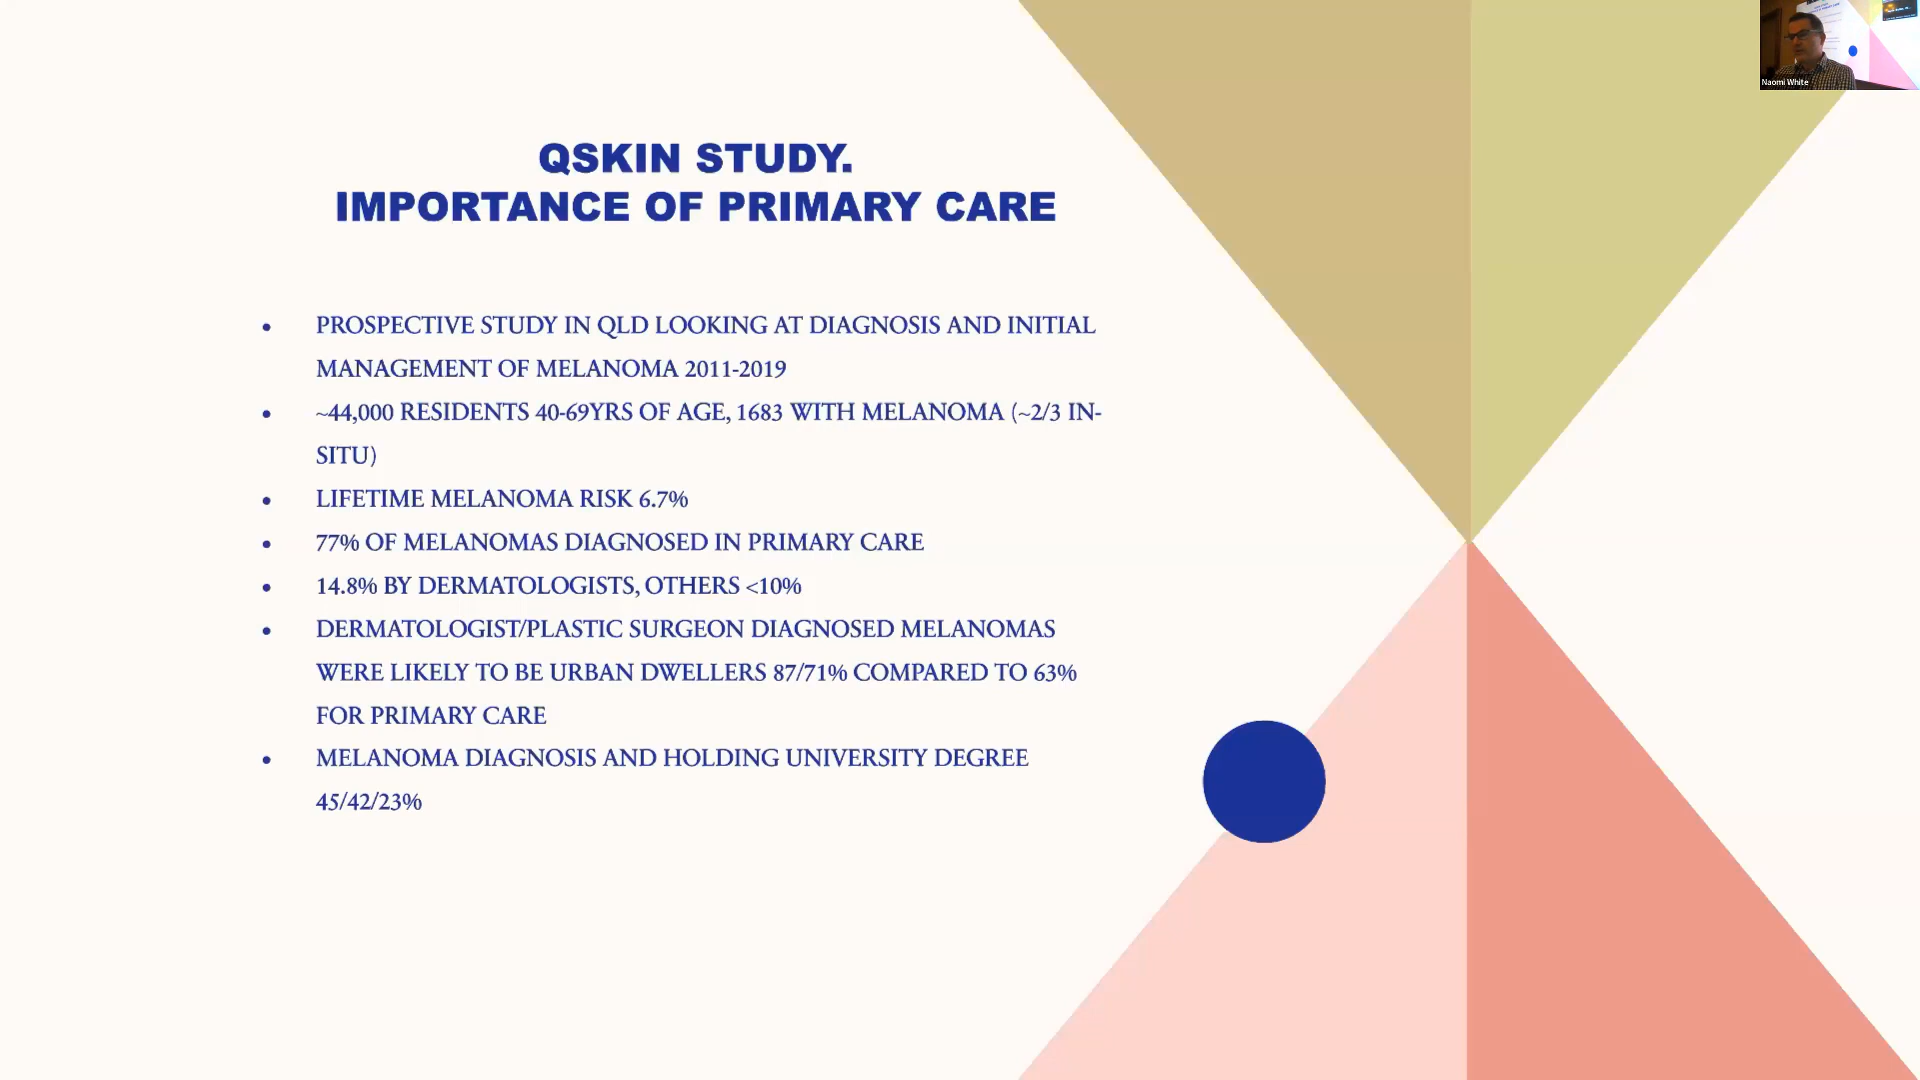 QSKIN STUDY.
IMPORTANCE OF PRIMARY CARE
• PROSPECTIVE STUDY IN QLD LOOKING AT DIAGNOSIS AND INITIAL
MANAGEMENT OF MELANOMA 2011-2019
• ~44,000 RESIDENTS 40-69YRS OF AGE, 1683 WITH MELANOMA (~2/3 IN-
SITU)
• LIFETIME MELANOMA RISK 6.7%
• 77% OF MELANOMAS DIAGNOSED IN PRIMARY CARE
• 14.8% BY DERMATOLOGISTS, OTHERS <10%
• DERMATOLOGIST/PLASTIC SURGEON DIAGNOSED MELANOMAS
WERE LIKELY TO BE URBAN DWELLERS 87/71% COMPARED TO 63%
FOR PRIMARY CARE
• MELANOMA DIAGNOSIS AND HOLDING UNIVERSITY DEGREE
45/42/23%
Naomi White